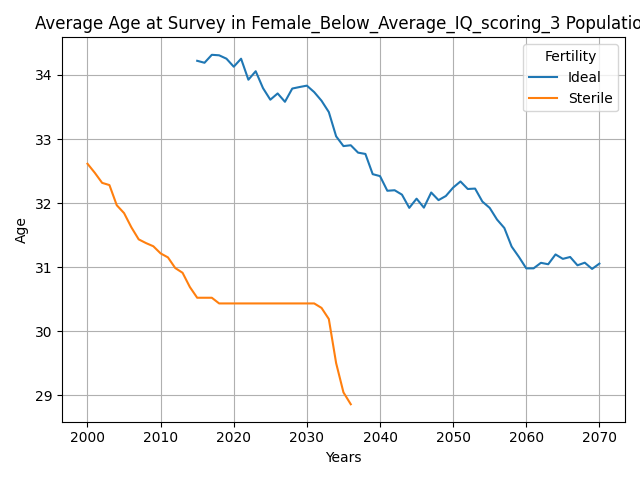 Average Age at Survey in Female_Below_Average_IQ_scoring_3 Populatio
Fertility
Ideal
Sterile
34
33
32
31
30
29
Age
2000
2010
2020
2030
2040
2050
2060
2070
Years